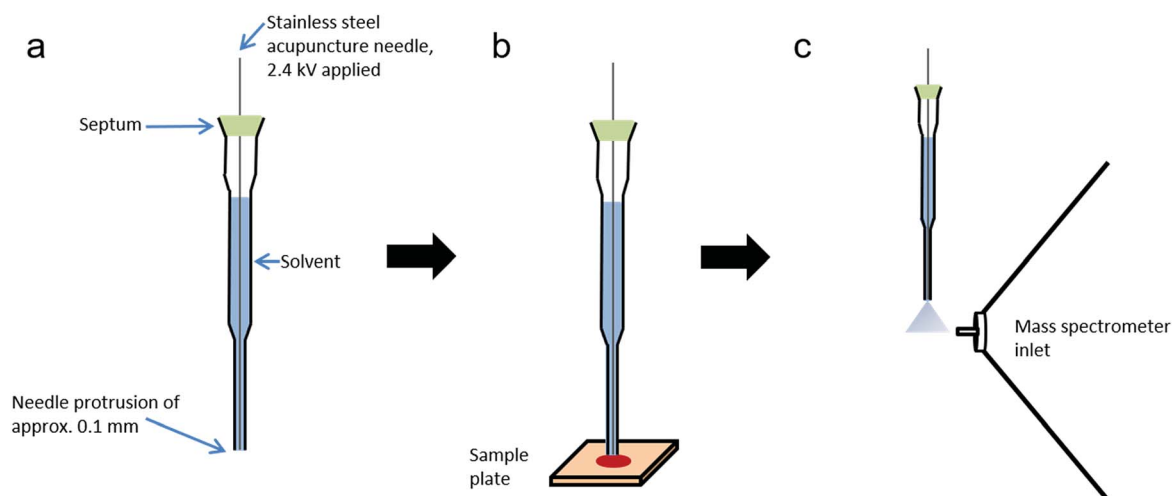 a
Stainless steel
acupuncture needle,
2.4 kV applied
Septum
Solvent
Needle protrusion of
approx. 0.1 mm
b
Sample
plate
c
Mass spectrometer
inlet